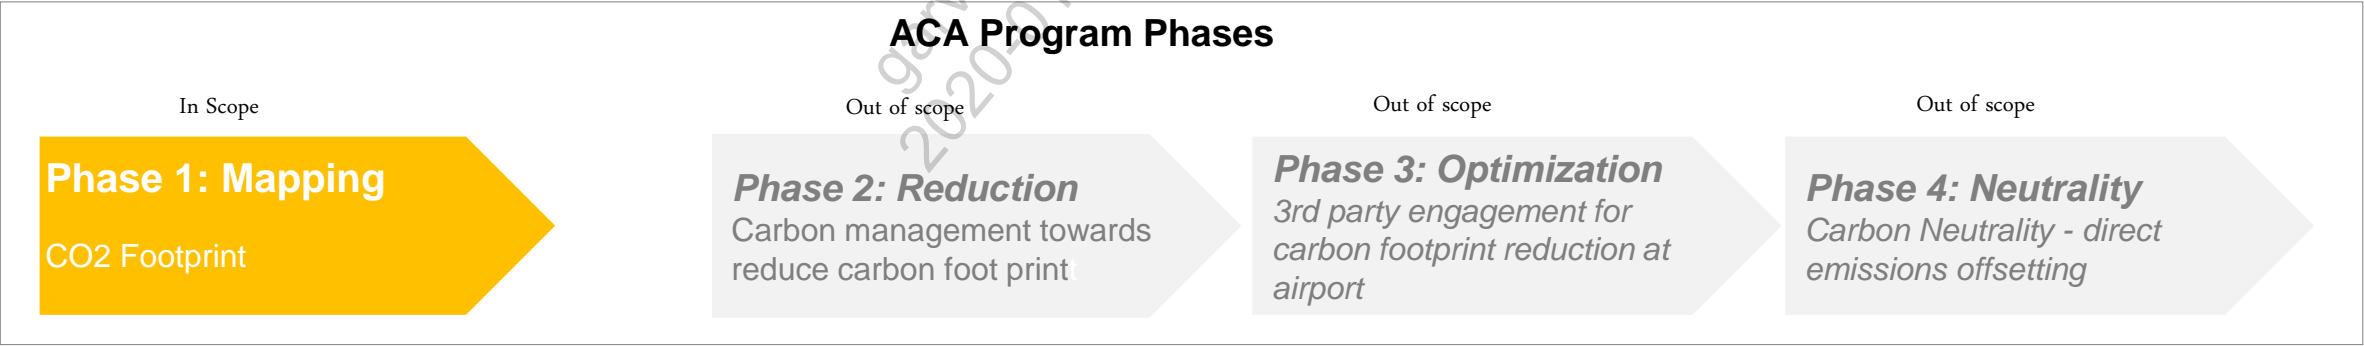 ACA Program Phases
In Scope
Phase 1: Mapping
CO2 Footprint
Out of scope
Phase 2: Reduction
Carbon management towards
reduce carbon foot print
Out of scope
Phase 3: Optimization
3rd party engagement for
carbon footprint reduction at
airport
Out of scope
Phase 4: Neutrality
Carbon Neutrality - direct
emissions offsetting